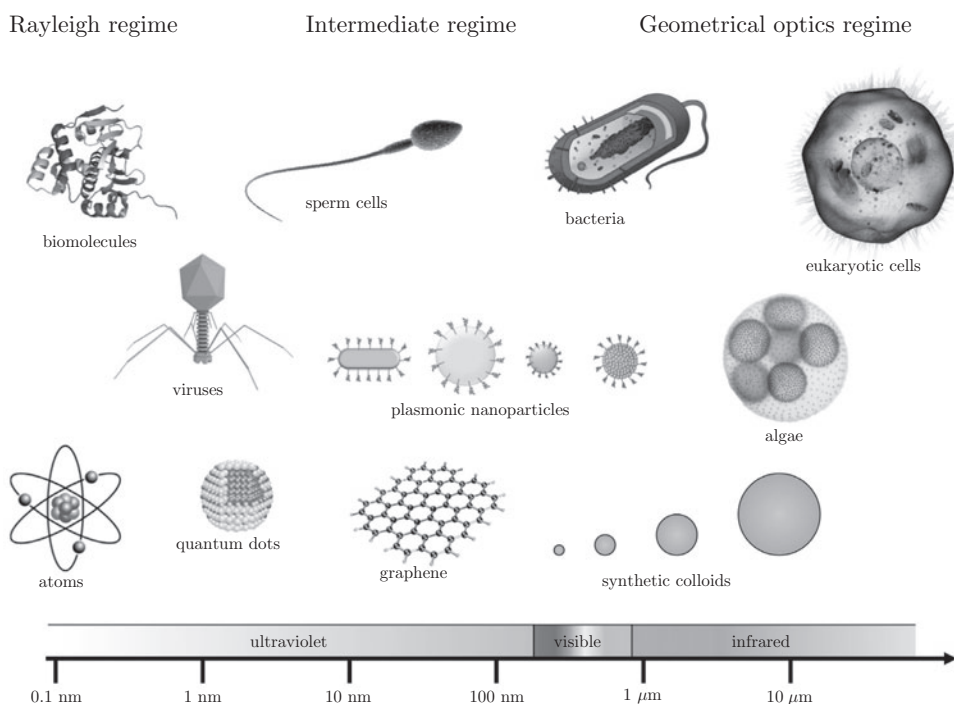 Rayleigh regime
Intermediate regime
Geometrical optics regime
biomolecules
sperm cells
bacteria
eukaryotic cells
viruses
plasmonic nanoparticles
algae
atoms
quantum dots
graphene
synthetic colloids
ultraviolet
visible
infrared
0.1 nm
1 nm
10 nm
100 nm
1 μm
10 μm